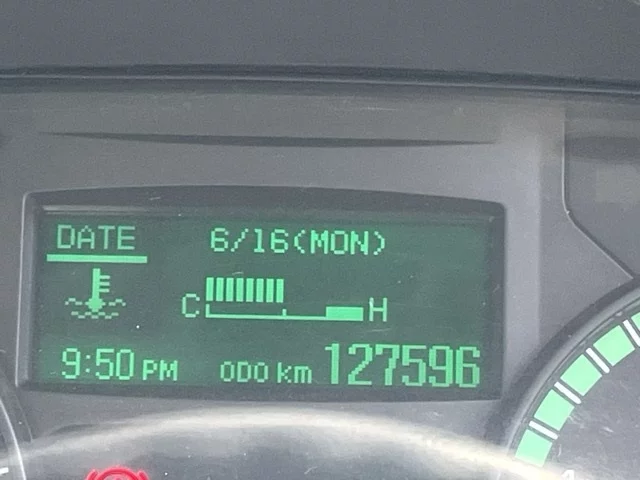 DATE 6/16(MON)
C H
9:50 PM ODO km 127596